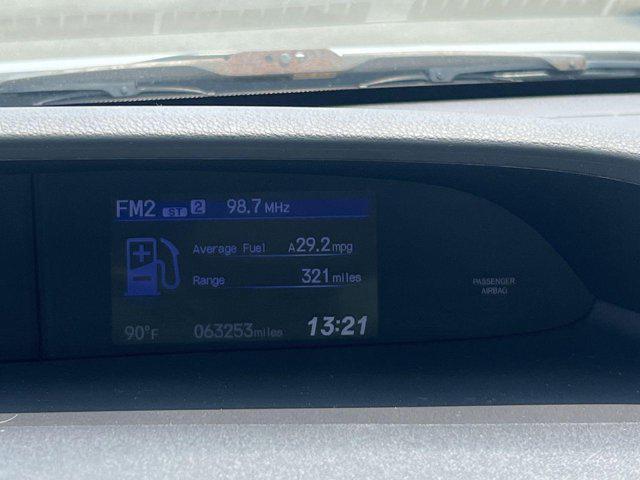 FM2 ST 2 98.7 MHz
Average Fuel A29.2 mpg
Range 321 miles
PASSENGER
AIRBAG
90°F 063253 miles 13:21